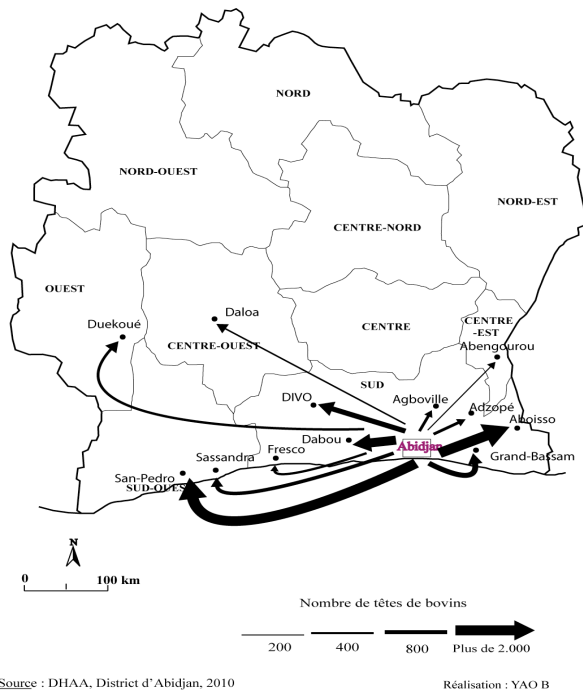 NORD
NORD-OUEST
NORD-EST
CENTRE-NORD
OUEST
Daloa
Duekoué
CENTRE-OUEST
CENTRE
CENTRE
-EST
Abengourou
SUD
DIVO
Agboville
Adzopé
Aboisso
Dabou
Abidjan
Fresco
Sassandra
Grand-Bassam
San-Pedro
SUD-OUEST
N
0 100 km
Nombre de têtes de bovins
200 400 800 Plus de 2.000
Source : DHAA, District d'Abidjan, 2010 Réalisation : YAO B